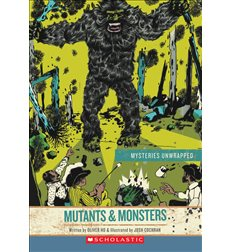 MYSTERIES UNWRAPPED
MUTANTS & MONSTERS
Written by OLIVER HO & Illustrated by JOSH COCHRAN
SCHOLASTIC